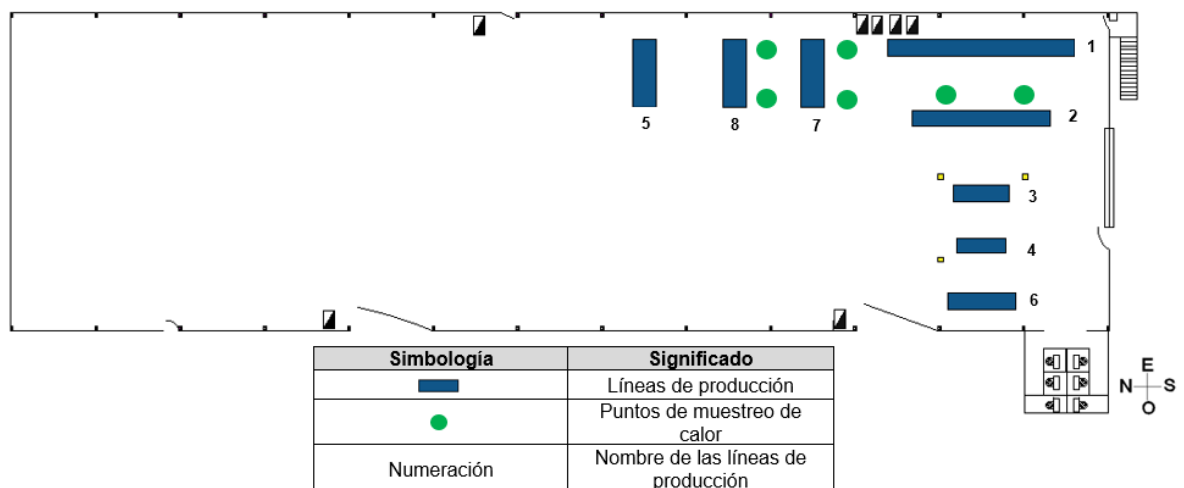 1
5
8
7
2
3
4
6
E
N
S
O
Simbología Significado
Líneas de producción
Puntos de muestreo de
calor
Numeración
Nombre de las líneas de
producción